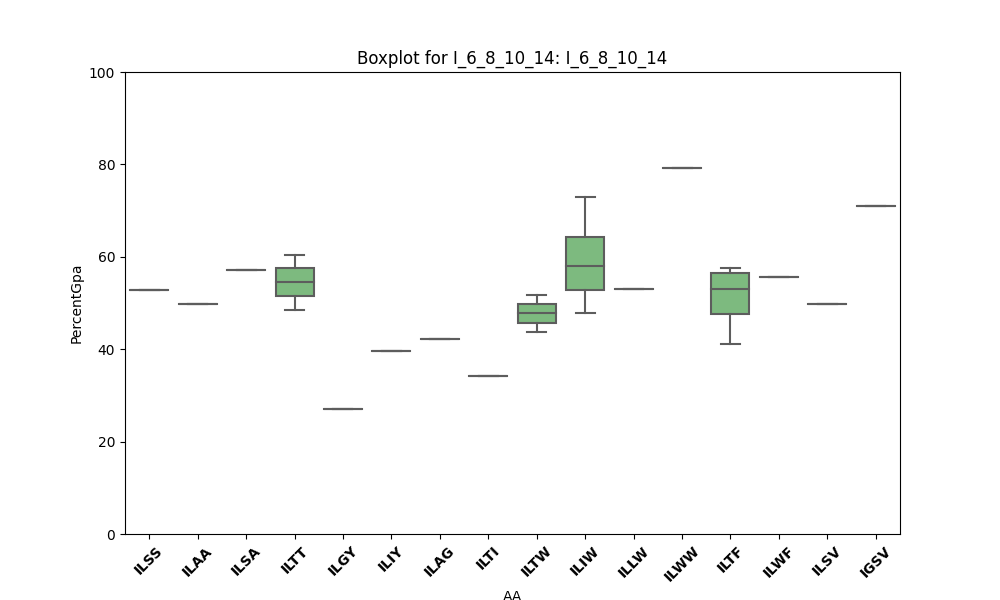 Boxplot for I_6_8_10_14: I_6_8_10_14
100
80
60
40
20
0
PercentGpa
ILSS ILAA ILSA ILTT ILGY ILIY ILAG ILTI ILTW ILIW ILLW ILWW ILTF ILWF ILSV IGSV
AA